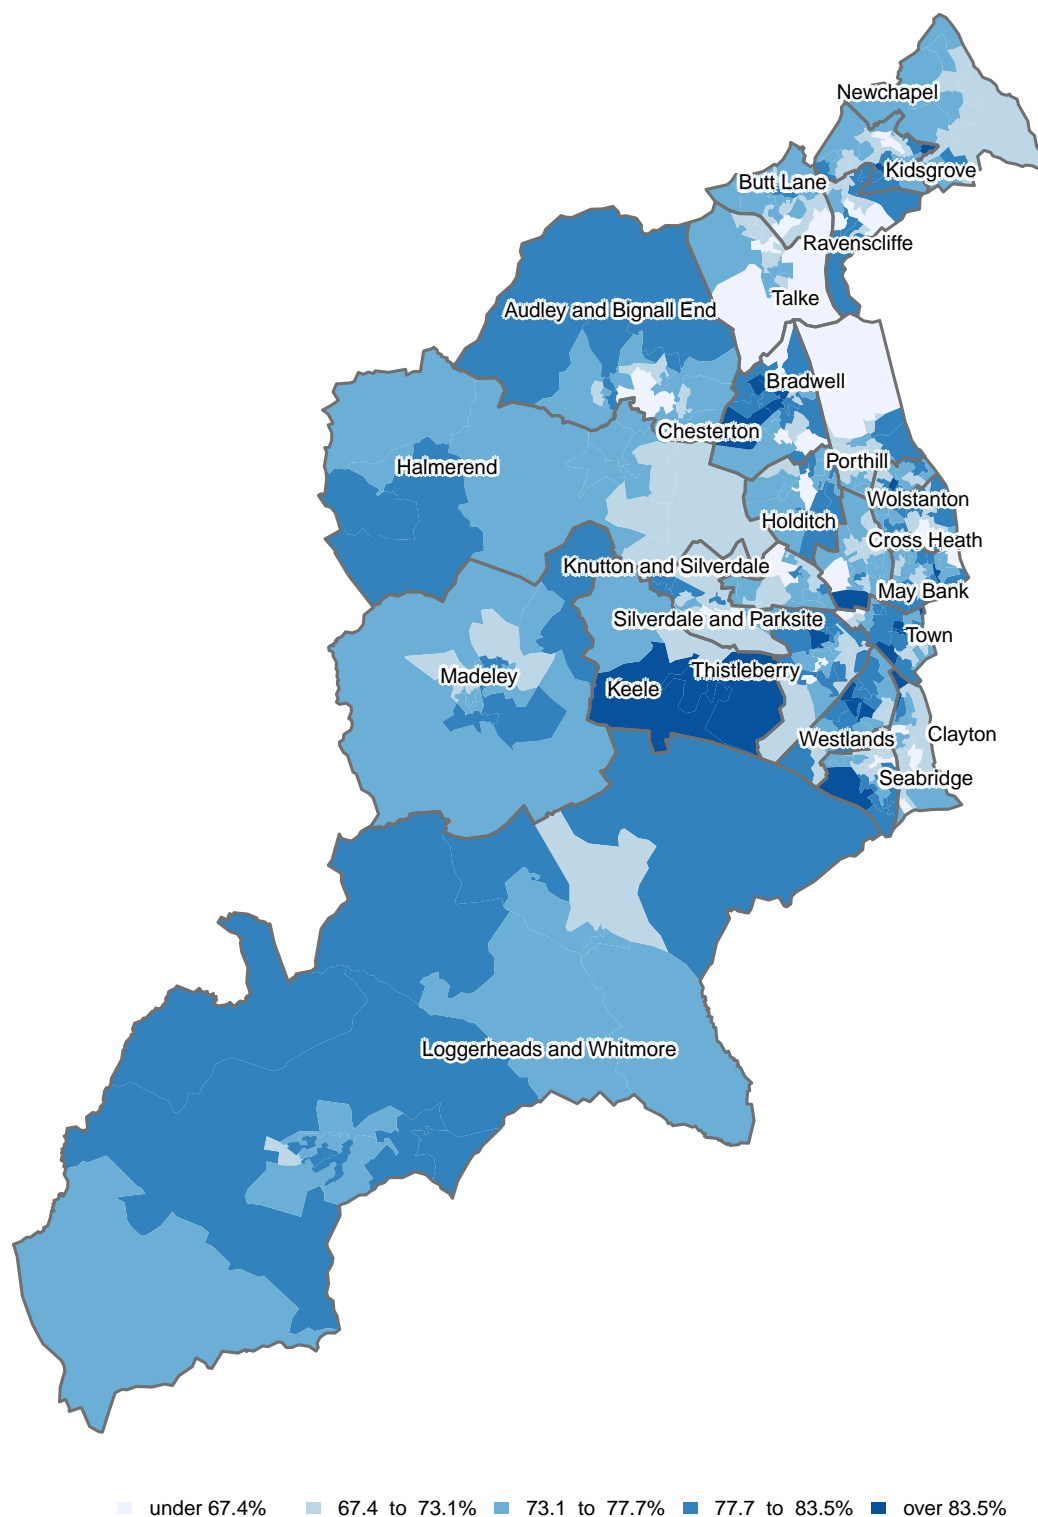 Newchapel
Kidsgrove
Butt Lane
Ravenscliffe
Talke
Audley and Bignall End
Bradwell
Chesterton
Porthill
Halmerend
Wolstanton
Holditch
Cross Heath
Knutton and Silverdale
May Bank
Silverdale and Parksite
Town
Thistleberry
Madeley
Keele
Clayton
Westlands
Seabridge
Loggerheads and Whitmore
under 67.4% 67.4 to 73.1% 73.1 to 77.7% 77.7 to 83.5% over 83.5%